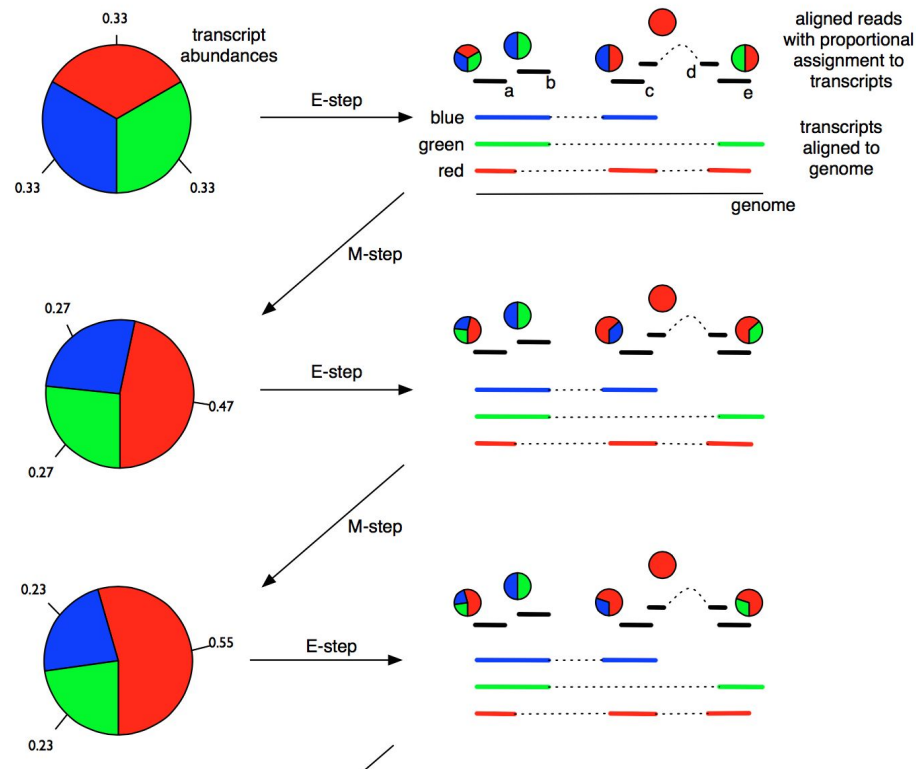 0.33
transcript
abundances
0.33
0.33
E-step
aligned reads
with proportional
assignment to
transcripts
a
b
c
d
e
blue
green
red
transcripts
aligned to
genome
genome
M-step
0.27
0.47
0.27
E-step
M-step
0.23
0.55
0.23
E-step